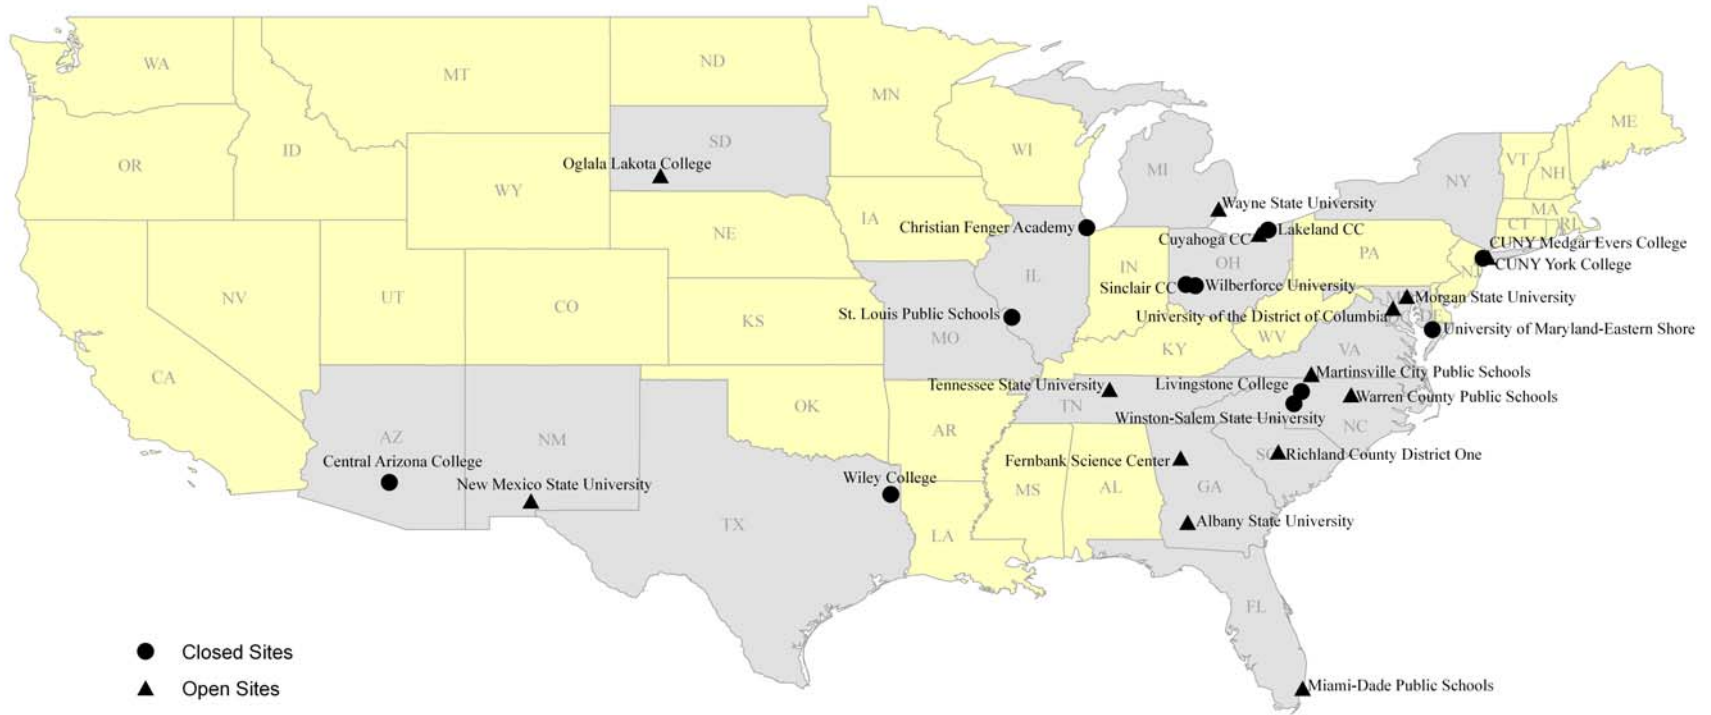 WA
MT
ND
MN
OR
ID
SD
WI
MI
ME
VT
NH
NY
MA
CT
RI
WY
Oglala Lakota College
IA
NE
Wayne State University
Christian Fenger Academy
Cuyahoga CC
Lakeland CC
CUNY Medgar Evers College
CUNY York College
PA
NJ
OH
IN
IL
NV
UT
CO
KS
Sinclair CC
Wilberforce University
Morgan State University
St. Louis Public Schools
University of the District of Columbia
DE
University of Maryland-Eastern Shore
MO
WV
VA
KY
CA
Martinsville City Public Schools
Tennessee State University
Livingstone College
Warren County Public Schools
TN
OK
Winston-Salem State University
NC
AR
AZ
NM
SC
Richland County District One
Central Arizona College
Fernbank Science Center
New Mexico State University
Wiley College
MS
AL
GA
TX
Albany State University
LA
FL
Closed Sites
Open Sites
Miami-Dade Public Schools